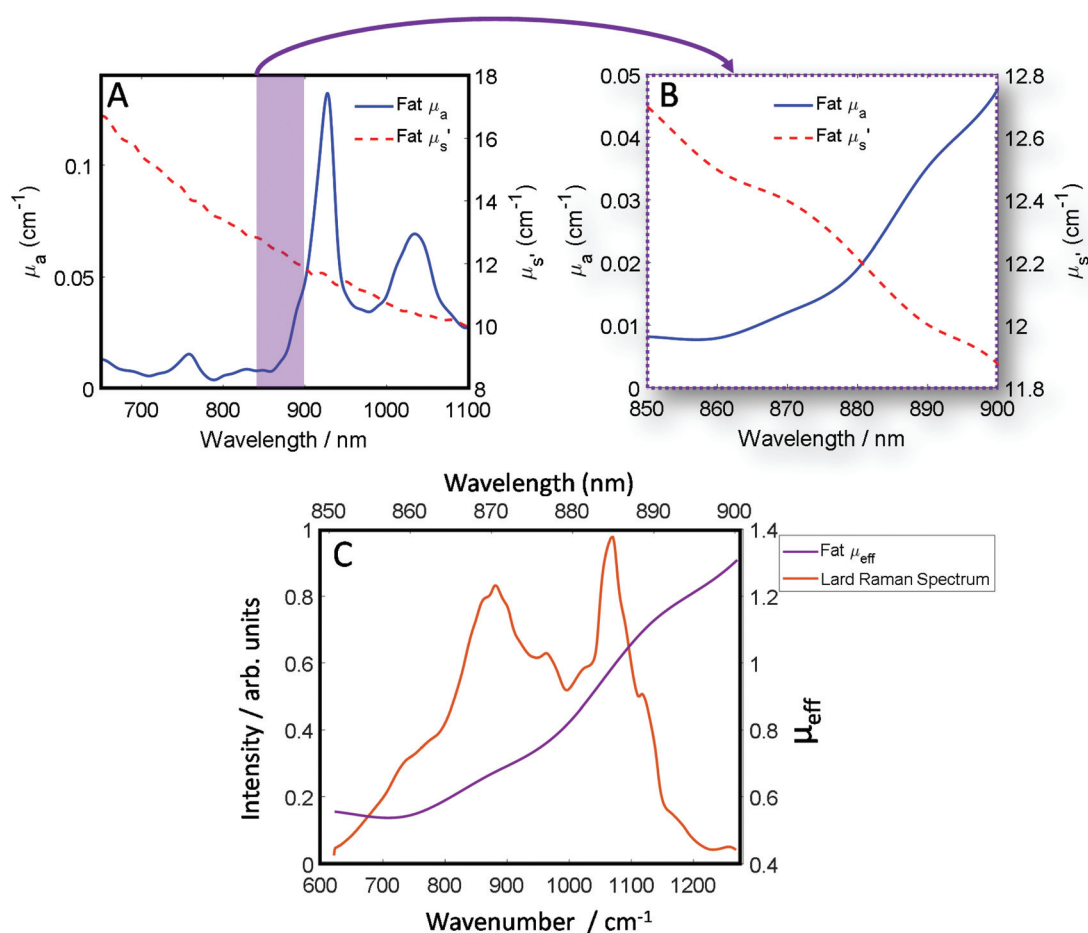 A
Fat μa
Fat μs'
0.1
0.05
0
μa (cm-1)
18
16
14
12
10
8
μs' (cm-1)
700 800 900 1000 1100
Wavelength / nm
B
Fat μa
Fat μs'
0.05
0.04
0.03
0.02
0.01
0
μa (cm-1)
12.8
12.6
12.4
12.2
12
11.8
μs' (cm-1)
850 860 870 880 890 900
Wavelength / nm
Wavelength (nm)
850 860 865 870 880 885 890 900
C
1
0.8
0.6
0.4
0.2
0
Intensity / arb. units
1.4
1.2
1
0.8
0.6
0.4
μeff
Fat μeff
Lard Raman Spectrum
600 700 800 900 1000 1100 1200
Wavenumber / cm-1